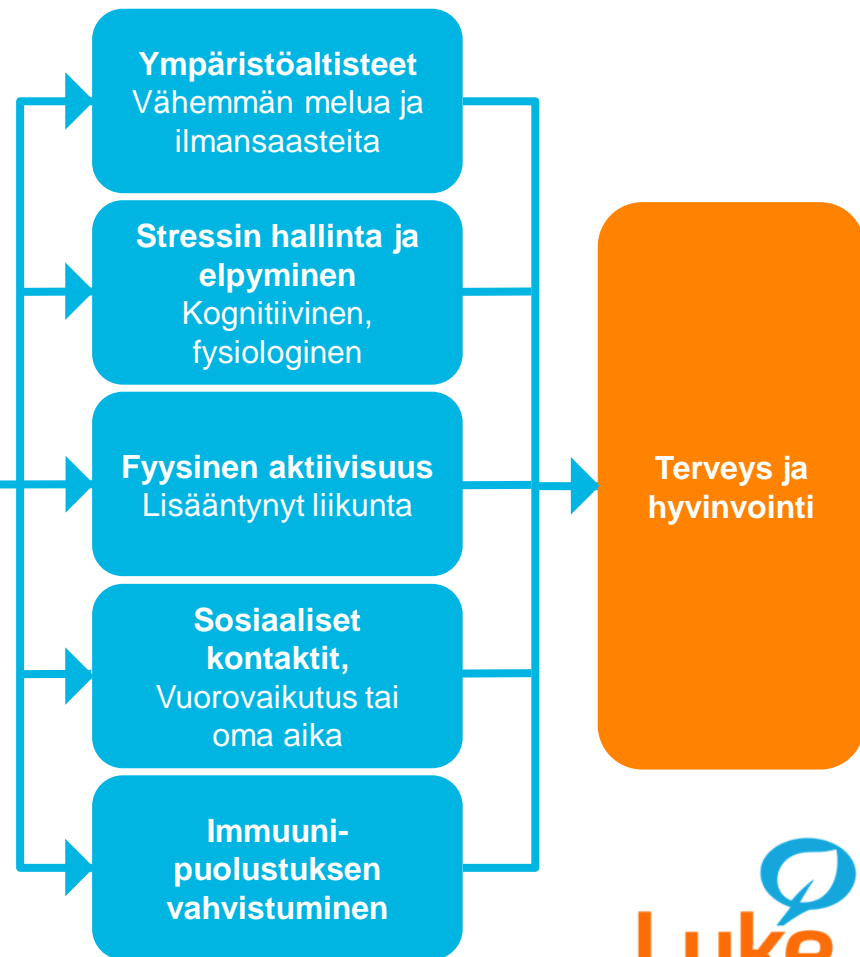 Ympäristöaltisteet
Vähemmän melua ja
ilmansaasteita
Stressin hallinta ja
elpyminen
Kognitiivinen,
fysiologinen
Fyysinen aktiivisuus
Lisääntynyt liikunta
Sosiaaliset
kontaktit,
Vuorovaikutus tai
oma aika
Immuuni-
puolustuksen
vahvistuminen
Terveys ja
hyvinvointi
Luke